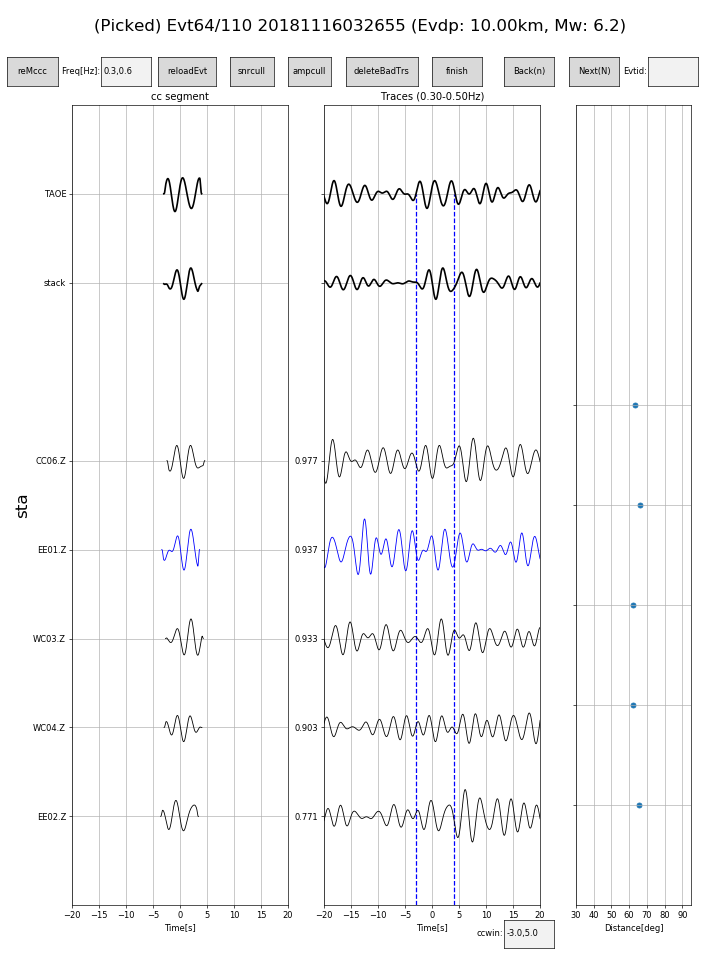 (Picked) Evt64/110 20181116032655 (Evdp: 10.00km, Mw: 6.2)
reMccc Freq[Hz]: 0.3,0.6 reloadEvt snrcull ampcull deleteBadTrs finish Back(n) Next(N) Evtid:
cc segment Traces (0.30-0.50Hz)
TAOE
stack
CC06.Z 0.977
sta
EE01.Z 0.937
WC03.Z 0.933
WC04.Z 0.903
EE02.Z 0.771
−20 −15 −10 −5 0 5 10 15 20 −20 −15 −10 −5 0 5 10 15 20 30 40 50 60 70 80 90
Time[s] Time[s] Distance[deg]
ccwin: -3.0,5.0